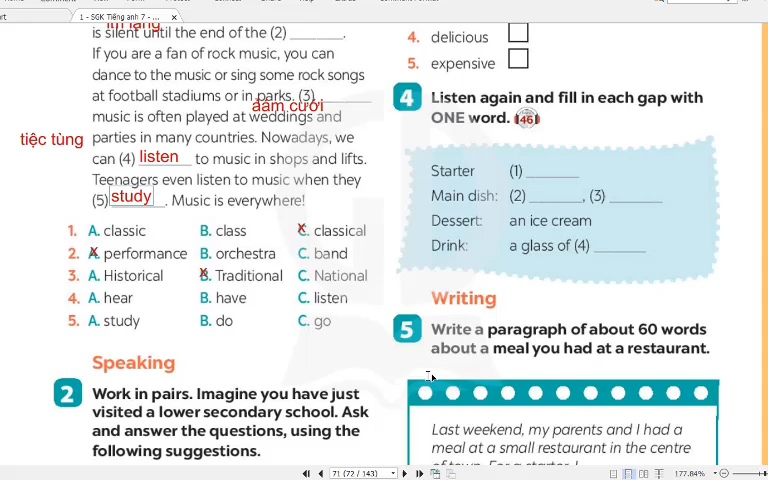 1 - SGK Tiếng anh 7 - ...
im lặng
is silent until the end of the (2) ________.
If you are a fan of rock music, you can
dance to the music or sing some rock songs
at football stadiums or in parks. (3) ________
đám cưới
music is often played at weddings and
tiệc tùng
parties in many countries. Nowadays, we
can (4) listen to music in shops and lifts.
Teenagers even listen to music when they
(5) study. Music is everywhere!
1. A. classic B. class C. classical
2. A. performance B. orchestra C. band
3. A. Historical B. Traditional C. National
4. A. hear B. have C. listen
5. A. study B. do C. go
Speaking
2 Work in pairs. Imagine you have just
visited a lower secondary school. Ask
and answer the questions, using the
following suggestions.
4. delicious
5. expensive
4 Listen again and fill in each gap with
ONE word. (46)
Starter (1) ________
Main dish: (2) ________, (3) ________
Dessert: an ice cream
Drink: a glass of (4) ________
Writing
5 Write a paragraph of about 60 words
about a meal you had at a restaurant.
Last weekend, my parents and I had a
meal at a small restaurant in the centre
of town. For a starter, I
71 (72 / 143)
177.84%